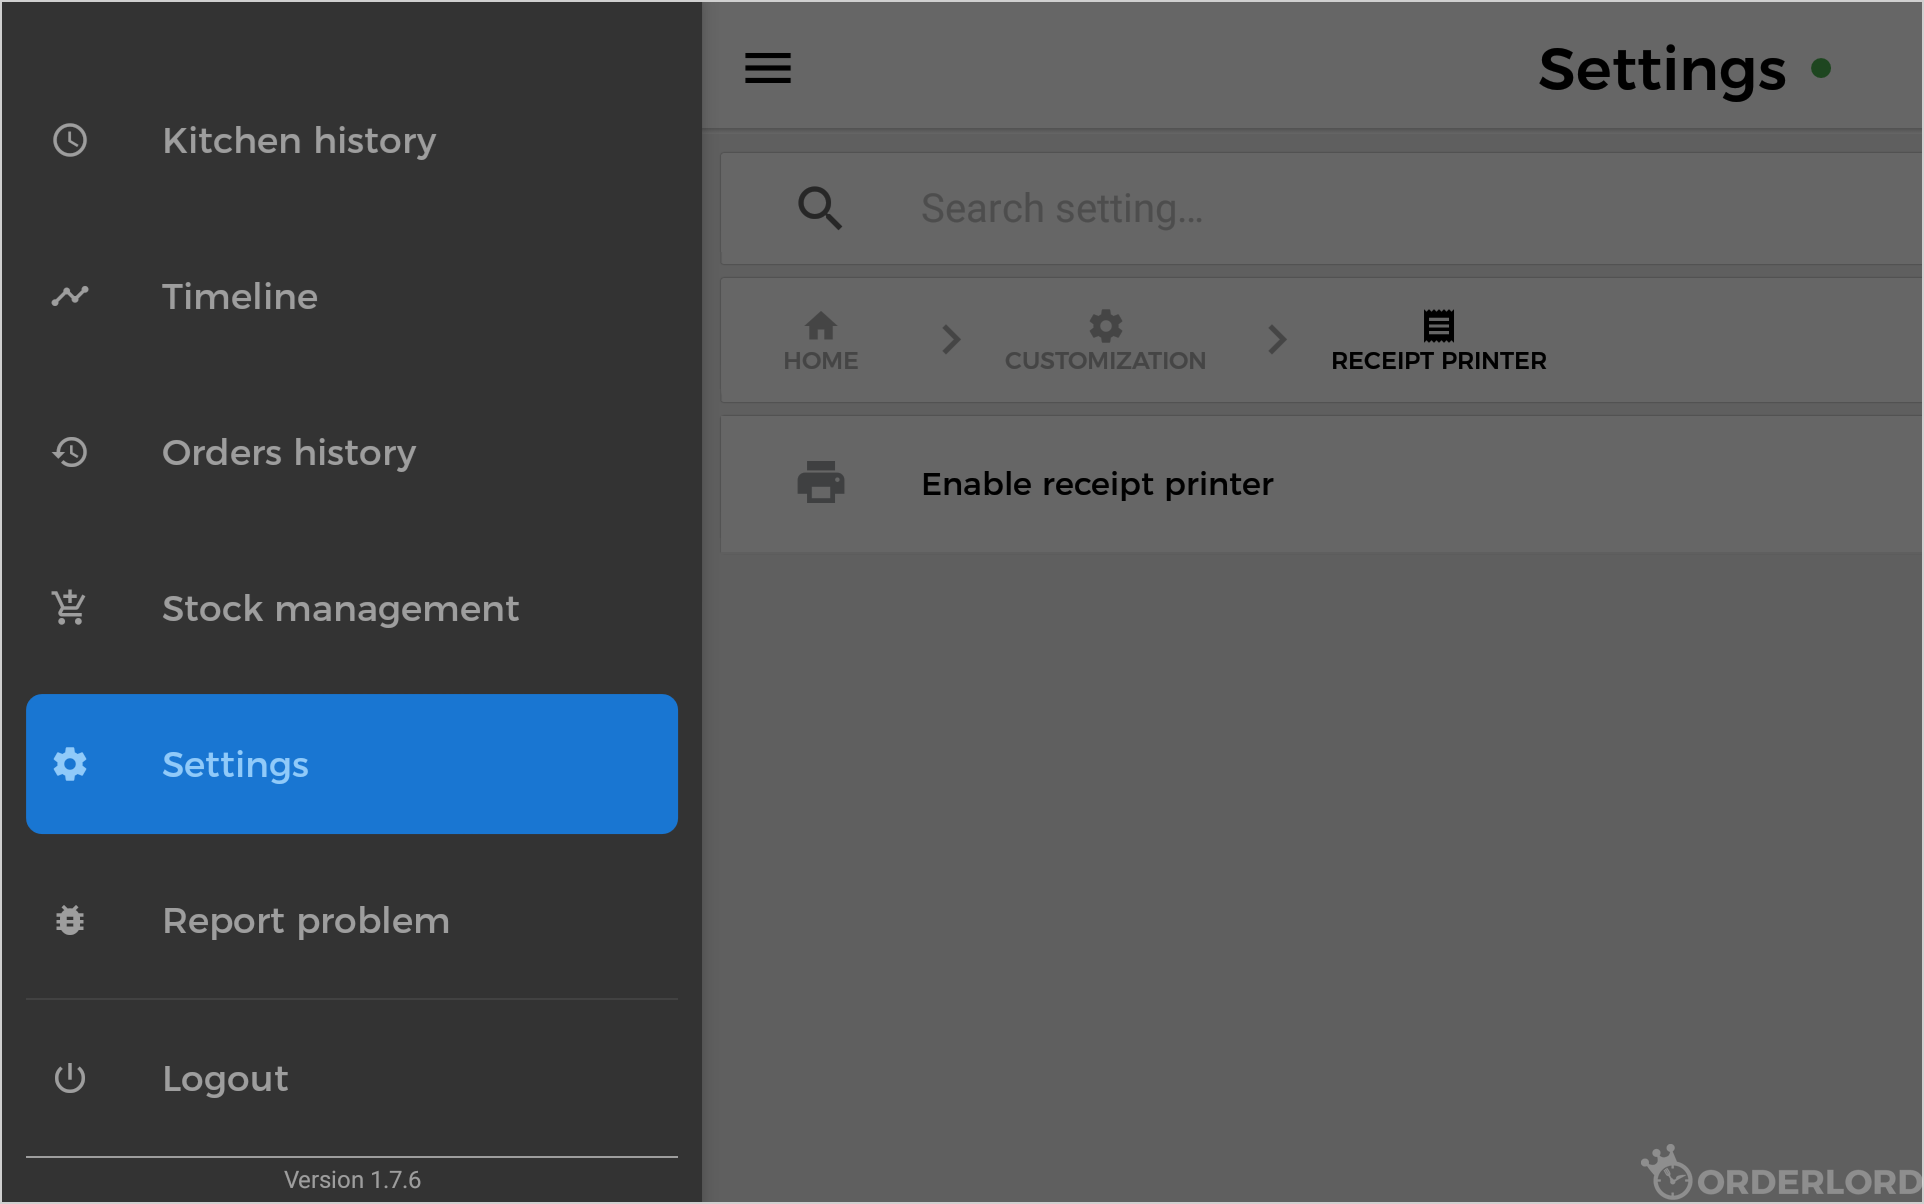 Kitchen history
Timeline
Orders history
Stock management
Settings
Report problem
Logout
Version 1.7.6
Settings
Search setting...
HOME
CUSTOMIZATION
RECEIPT PRINTER
Enable receipt printer
ORDERLORD